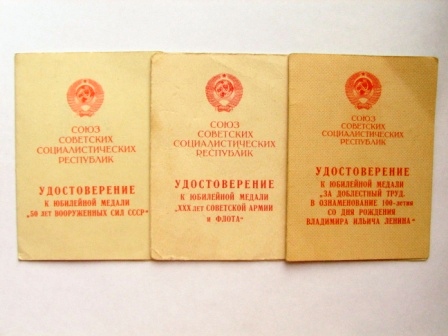 СОЮЗ
СОВЕТСКИХ
СОЦИАЛИСТИЧЕСКИХ
РЕСПУБЛИК
УДОСТОВЕРЕНИЕ
К ЮБИЛЕЙНОЙ МЕДАЛИ
„50 ЛЕТ ВООРУЖЕННЫХ СИЛ СССР“
СОЮЗ
СОВЕТСКИХ
СОЦИАЛИСТИЧЕСКИХ
РЕСПУБЛИК
УДОСТОВЕРЕНИЕ
К ЮБИЛЕЙНОЙ МЕДАЛИ
„XXX ЛЕТ СОВЕТСКОЙ АРМИИ
и ФЛОТА“
СОЮЗ
СОВЕТСКИХ
СОЦИАЛИСТИЧЕСКИХ
РЕСПУБЛИК
УДОСТОВЕРЕНИЕ
К ЮБИЛЕЙНОЙ МЕДАЛИ
„ЗА ДОБЛЕСТНЫЙ ТРУД.
В ОЗНАМЕНОВАНИЕ 100-летия
СО ДНЯ РОЖДЕНИЯ
ВЛАДИМИРА ИЛЬИЧА ЛЕНИНА“